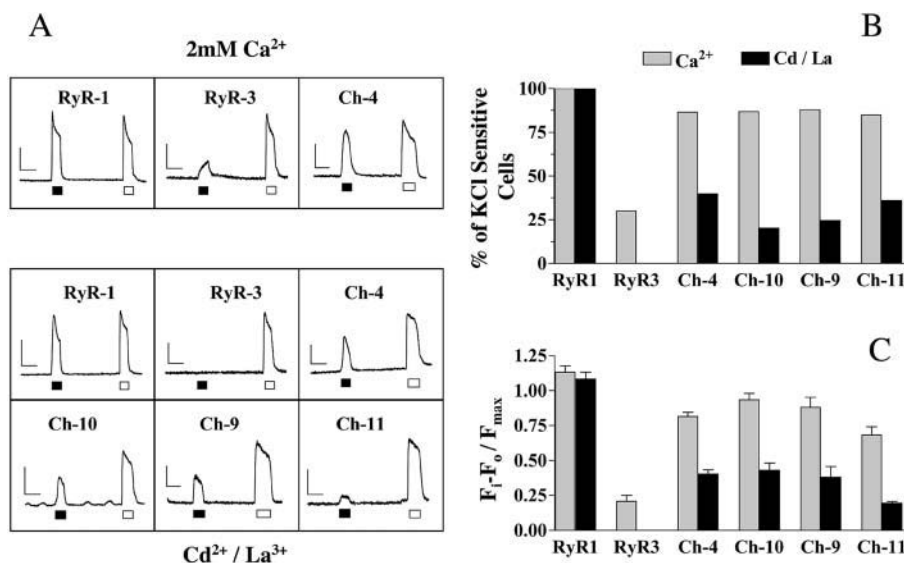 A
2mM Ca²⁺
RyR-1
RyR-3
Ch-4
RyR-1
RyR-3
Ch-4
Ch-10
Ch-9
Ch-11
Cd²⁺ / La³⁺
B
Ca²⁺
Cd / La
% of KCl Sensitive
Cells
100
75
50
25
0
RyR1 RyR3 Ch-4 Ch-10 Ch-9 Ch-11
C
Fᵢ-Fₒ / Fₘₐₓ
1.25
1.00
0.75
0.50
0.25
0.00
RyR1 RyR3 Ch-4 Ch-10 Ch-9 Ch-11